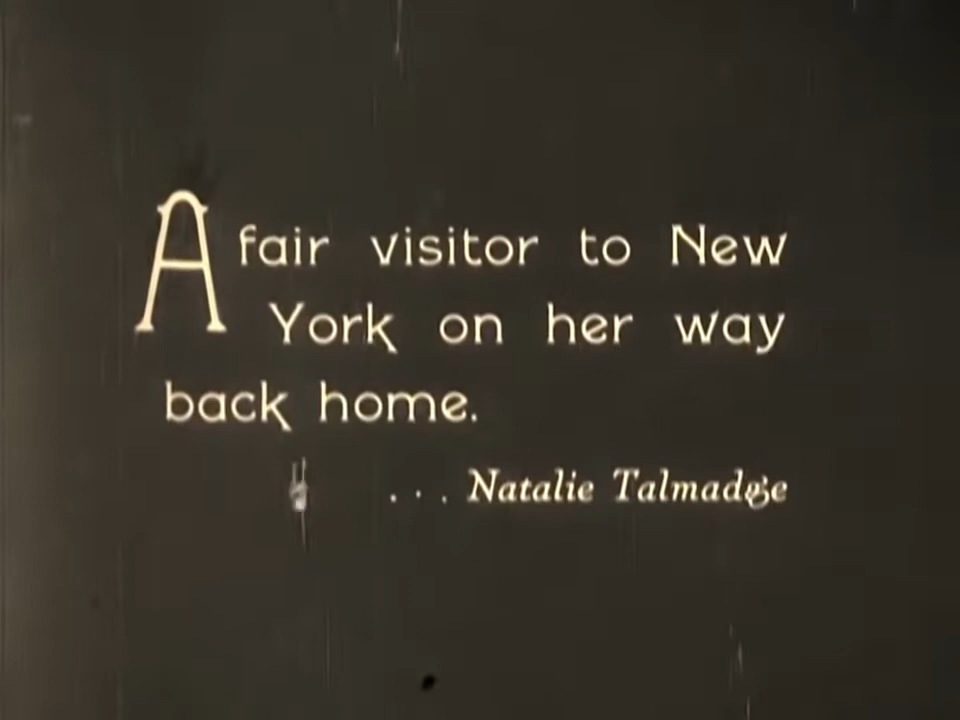 A fair visitor to New
York on her way
back home.
. . . Natalie Talmadge